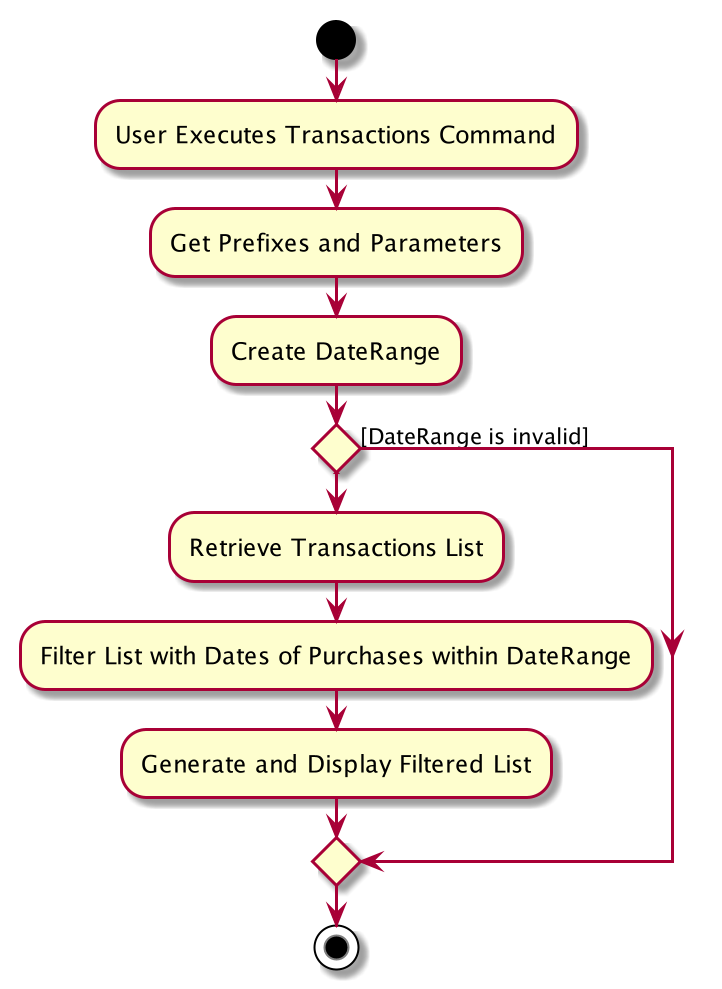 User Executes Transactions Command
Get Prefixes and Parameters
Create DateRange
[DateRange is invalid]
Retrieve Transactions List
Filter List with Dates of Purchases within DateRange
Generate and Display Filtered List